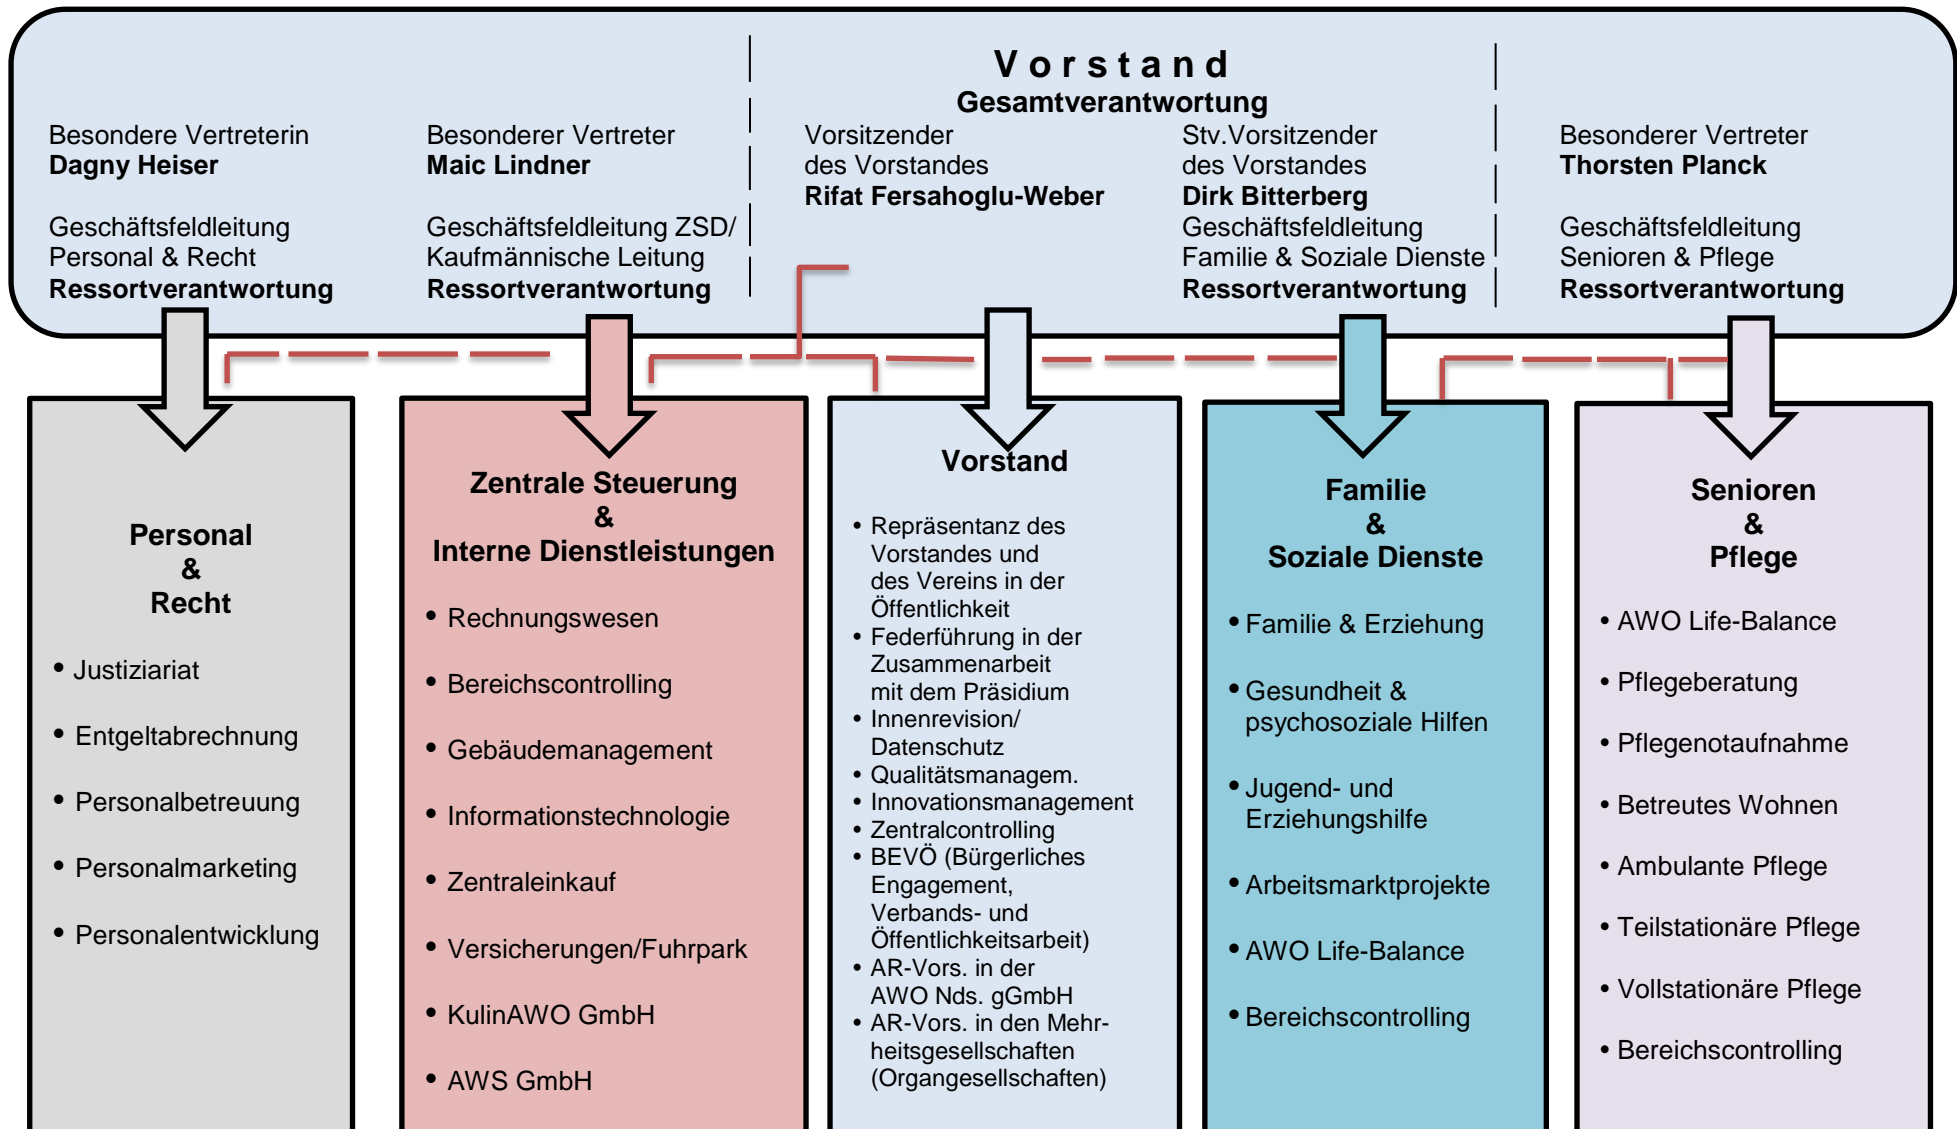 Vorstand
Gesamtverantwortung
Besondere Vertreterin
Dagny Heiser
Geschäftsfeldleitung
Personal & Recht
Ressortverantwortung
Besonderer Vertreter
Maic Lindner
Geschäftsfeldleitung ZSD/
Kaufmännische Leitung
Ressortverantwortung
Vorsitzender
des Vorstandes
Rifat Fersahoglu-Weber
Stv.Vorsitzender
des Vorstandes
Dirk Bitterberg
Geschäftsfeldleitung
Familie & Soziale Dienste
Ressortverantwortung
Besonderer Vertreter
Thorsten Planck
Geschäftsfeldleitung
Senioren & Pflege
Ressortverantwortung
Personal
&
Recht
• Justiziariat
• Entgeltabrechnung
• Personalbetreuung
• Personalmarketing
• Personalentwicklung
Zentrale Steuerung
&
Interne Dienstleistungen
• Rechnungswesen
• Bereichscontrolling
• Gebäudemanagement
• Informationstechnologie
• Zentraleinkauf
• Versicherungen/Fuhrpark
• KulinAWO GmbH
• AWS GmbH
Vorstand
• Repräsentanz des
Vorstandes und
des Vereins in der
Öffentlichkeit
• Federführung in der
Zusammenarbeit
mit dem Präsidium
• Innenrevision/
Datenschutz
• Qualitätsmanagem.
• Innovationsmanagement
• Zentralcontrolling
• BEVÖ (Bürgerliches
Engagement,
Verbands- und
Öffentlichkeitsarbeit)
• AR-Vors. in der
AWO Nds. gGmbH
• AR-Vors. in den Mehr-
heitsgesellschaften
(Organgesellschaften)
Familie
&
Soziale Dienste
• Familie & Erziehung
• Gesundheit &
psychosoziale Hilfen
• Jugend- und
Erziehungshilfe
• Arbeitsmarktprojekte
• AWO Life-Balance
• Bereichscontrolling
Senioren
&
Pflege
• AWO Life-Balance
• Pflegeberatung
• Pflegenotaufnahme
• Betreutes Wohnen
• Ambulante Pflege
• Teilstationäre Pflege
• Vollstationäre Pflege
• Bereichscontrolling